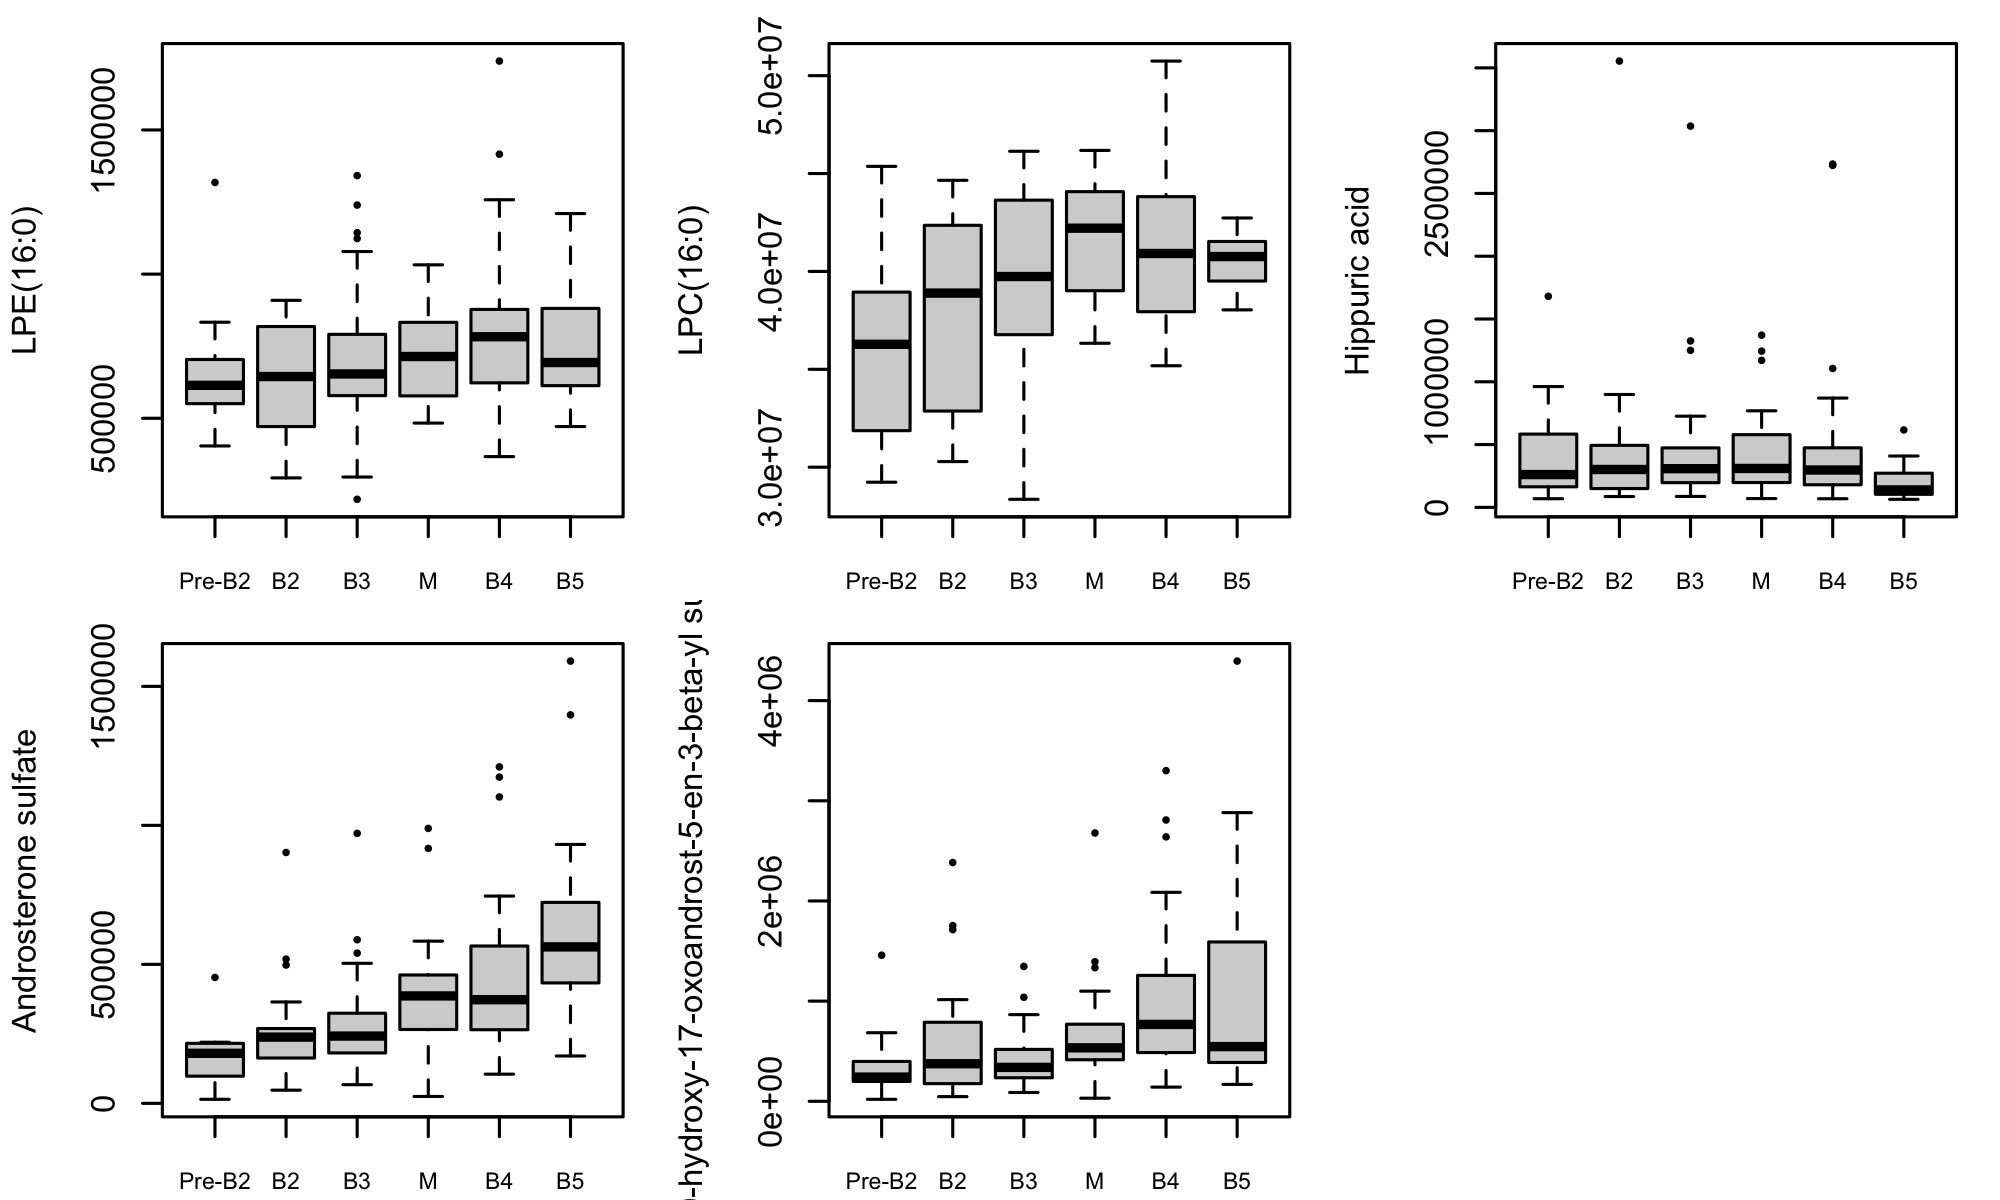 LPE(16:0)
500000 1500000
Pre-B2 B2 B3 M B4 B5
LPC(16:0)
3.0e+07 4.0e+07 5.0e+07
Pre-B2 B2 B3 M B4 B5
Hippuric acid
0 1000000 2500000
Pre-B2 B2 B3 M B4 B5
Androsterone sulfate
0 500000 1500000
Pre-B2 B2 B3 M B4 B5
-hydroxy-17-oxoandrost-5-en-3-beta-yl su
0e+00 2e+06 4e+06
Pre-B2 B2 B3 M B4 B5